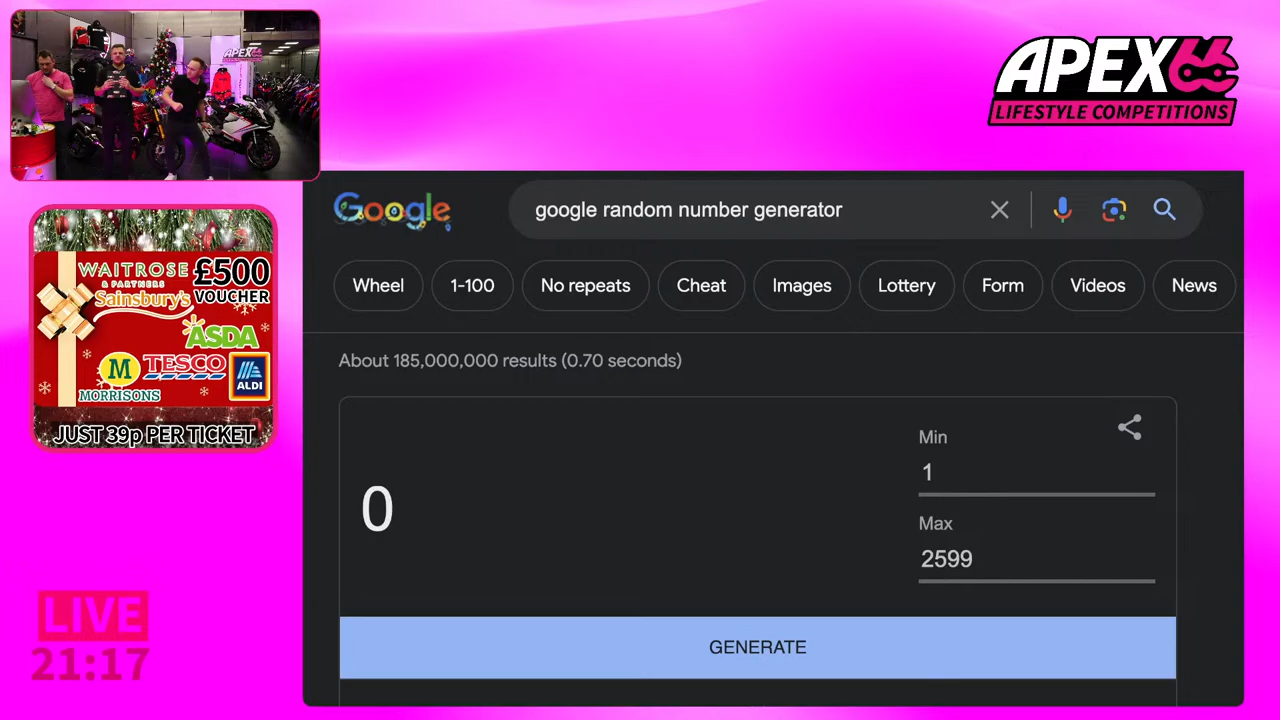 APEX66
LIFESTYLE COMPETITIONS
Google
google random number generator
Wheel
1-100
No repeats
Cheat
Images
Lottery
Form
Videos
News
About 185,000,000 results (0.70 seconds)
WAITROSE
& PARTNERS
£500
VOUCHER
Sainsbury's
ASDA
M
MORRISONS
TESCO
ALDI
JUST 39p PER TICKET
0
Min
1
Max
2599
GENERATE
LIVE
21:17